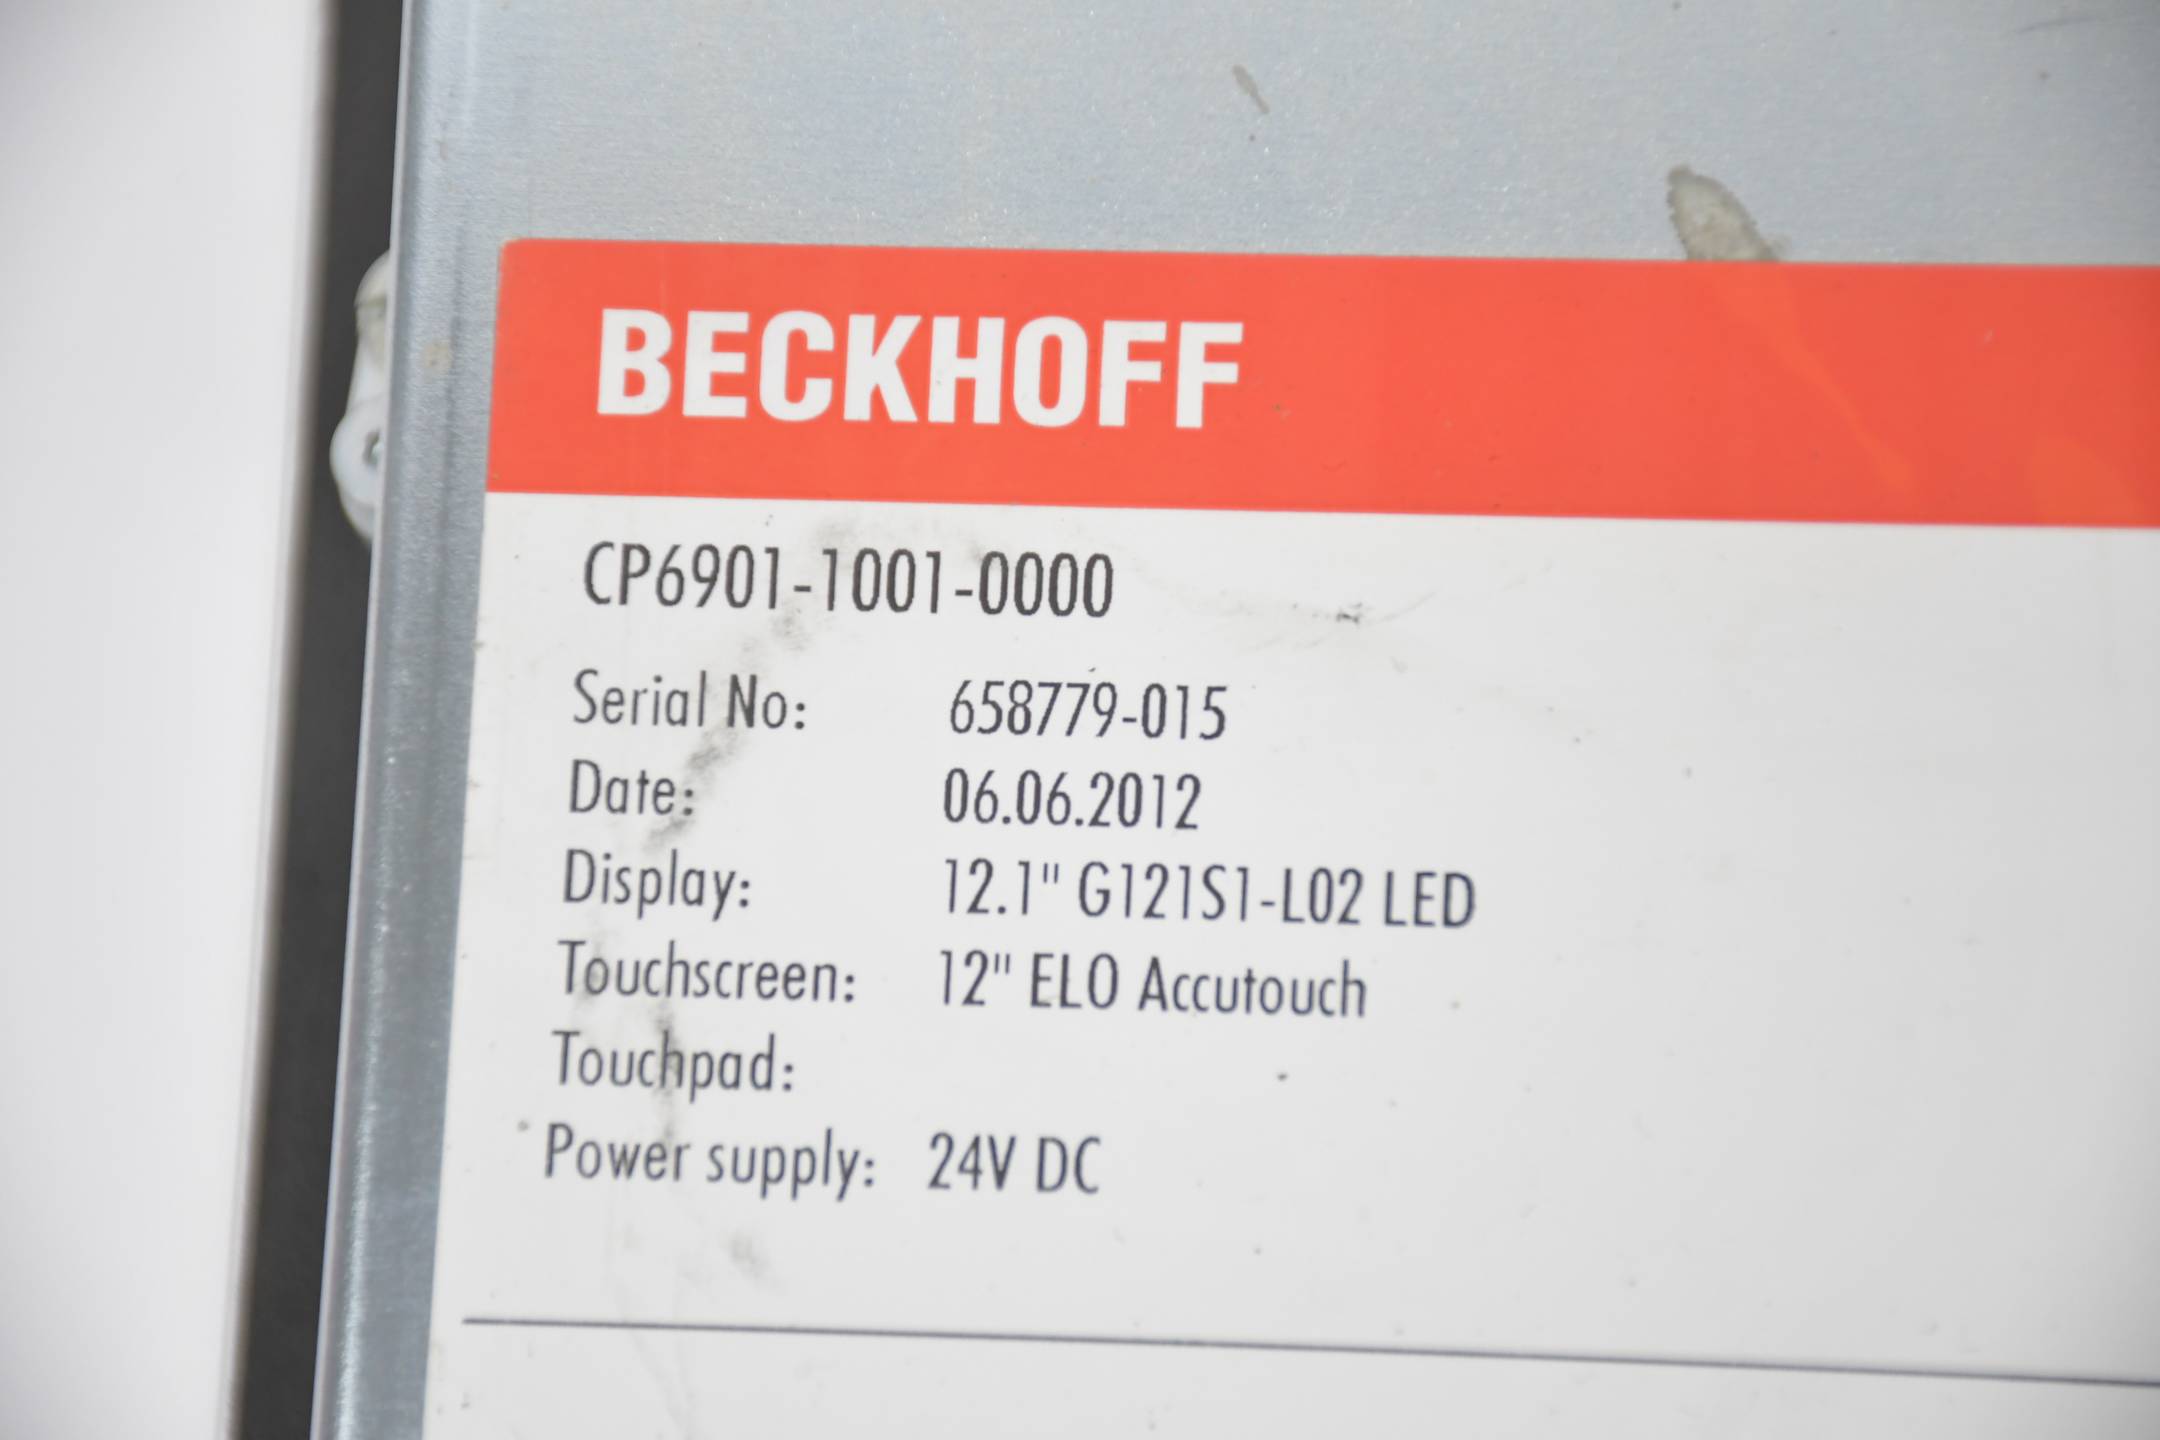 BECKHOFF
CP6901-1001-0000
Serial No: 658779-015
Date: 06.06.2012
Display: 12.1" G121S1-L02 LED
Touchscreen: 12" ELO Accutouch
Touchpad:
Power supply: 24V DC